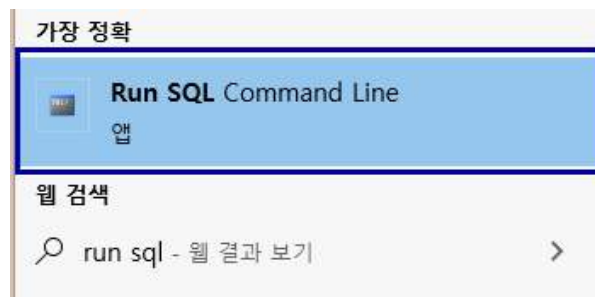 가장 정확
Run SQL Command Line
앱
웹 검색
run sql - 웹 결과 보기